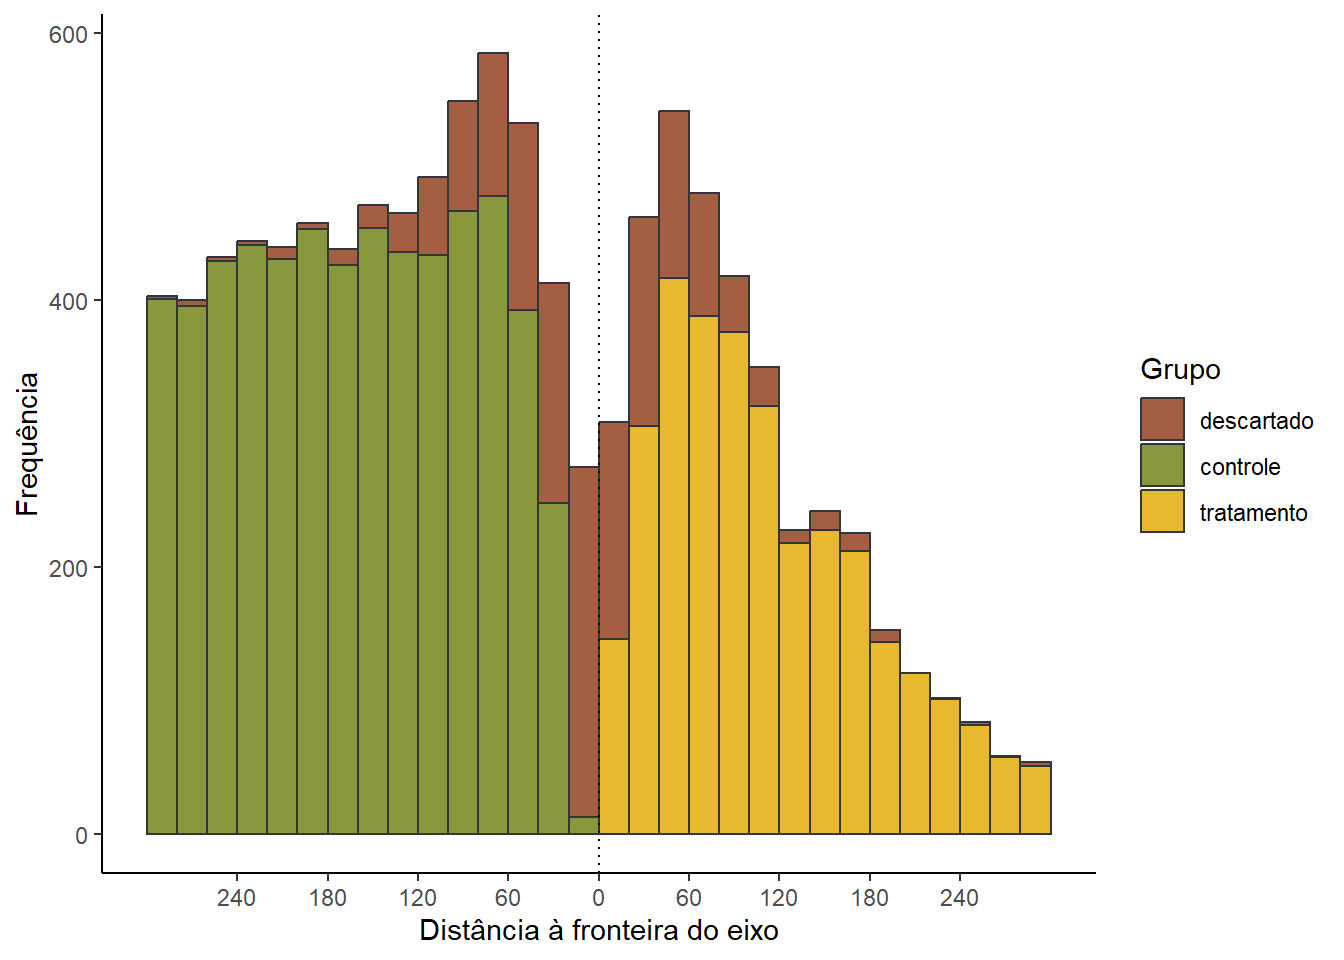 600
400
200
0
Frequência
240 180 120 60 0 60 120 180 240
Distância à fronteira do eixo
Grupo
descartado
controle
tratamento